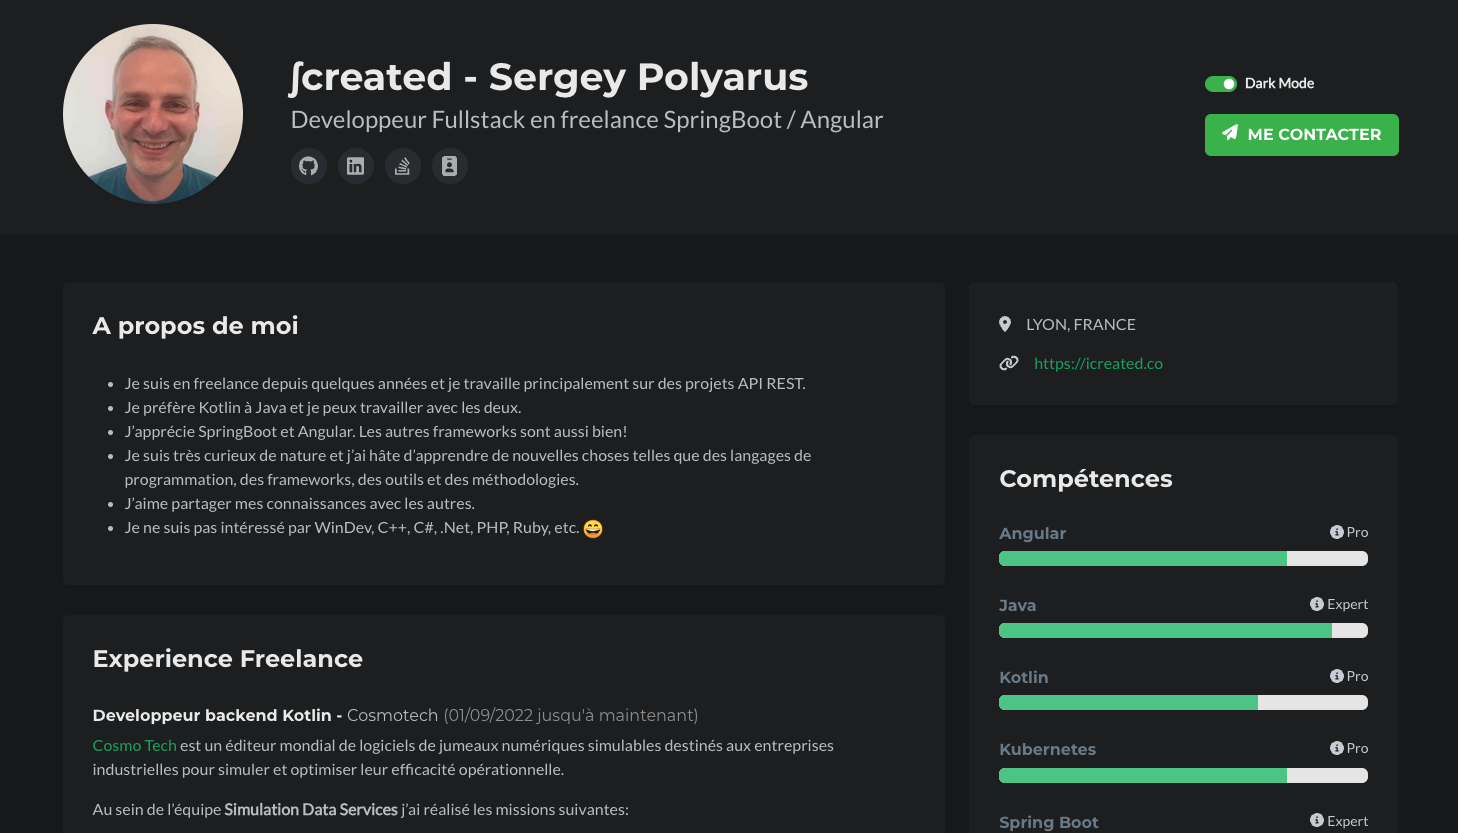 ∫created - Sergey Polyarus
Developpeur Fullstack en freelance SpringBoot / Angular
Dark Mode
ME CONTACTER
A propos de moi
Je suis en freelance depuis quelques années et je travaille principalement sur des projets API REST.
Je préfère Kotlin à Java et je peux travailler avec les deux.
J’apprécie SpringBoot et Angular. Les autres frameworks sont aussi bien!
Je suis très curieux de nature et j’ai hâte d’apprendre de nouvelles choses telles que des langages de
programmation, des frameworks, des outils et des méthodologies.
J’aime partager mes connaissances avec les autres.
Je ne suis pas intéressé par WinDev, C++, C#, .Net, PHP, Ruby, etc. 😄
Experience Freelance
Developpeur backend Kotlin - Cosmotech (01/09/2022 jusqu'à maintenant)
Cosmo Tech est un éditeur mondial de logiciels de jumeaux numériques simulables destinés aux entreprises
industrielles pour simuler et optimiser leur efficacité opérationnelle.
Au sein de l’équipe Simulation Data Services j’ai réalisé les missions suivantes:
LYON, FRANCE
https://icreated.co
Compétences
Angular Pro
Java Expert
Kotlin Pro
Kubernetes Pro
Spring Boot Expert